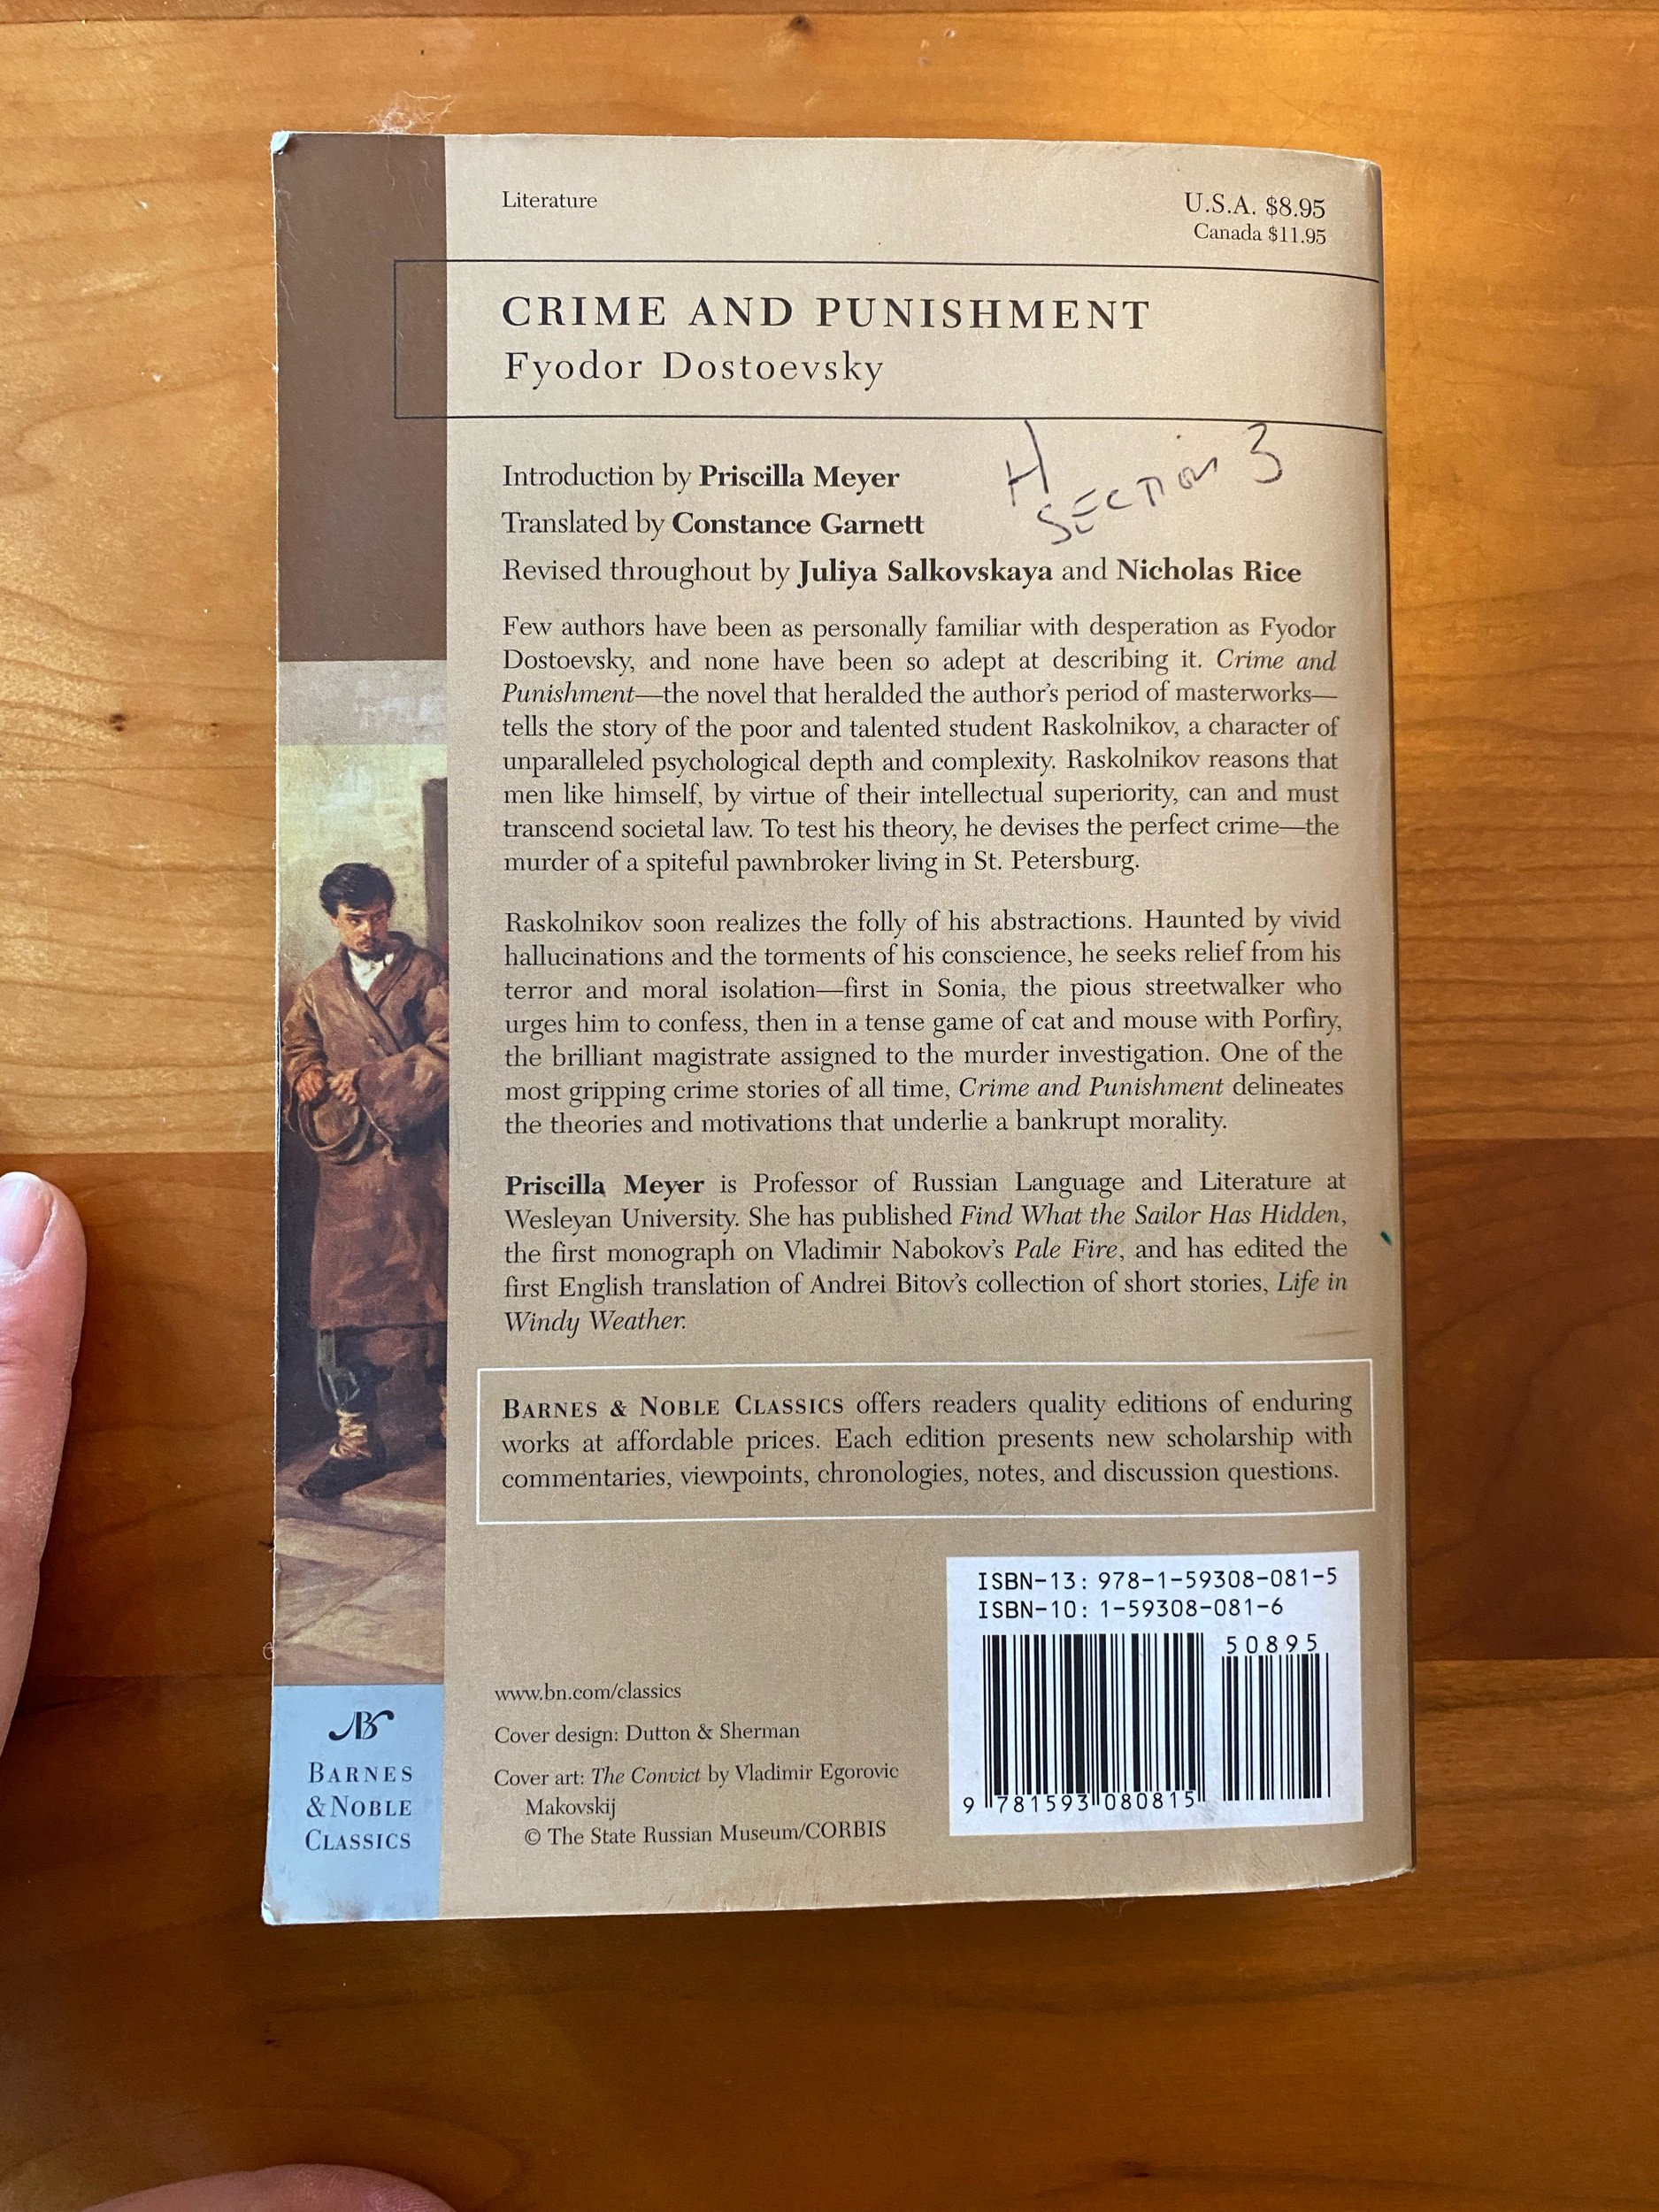 Literature
U.S.A. $8.95
Canada $11.95
CRIME AND PUNISHMENT
Fyodor Dostoevsky
H
SECTION 3
Introduction by Priscilla Meyer
Translated by Constance Garnett
Revised throughout by Juliya Salkovskaya and Nicholas Rice
Few authors have been as personally familiar with desperation as Fyodor
Dostoevsky, and none have been so adept at describing it. Crime and
Punishment—the novel that heralded the author's period of masterworks—
tells the story of the poor and talented student Raskolnikov, a character of
unparalleled psychological depth and complexity. Raskolnikov reasons that
men like himself, by virtue of their intellectual superiority, can and must
transcend societal law. To test his theory, he devises the perfect crime—the
murder of a spiteful pawnbroker living in St. Petersburg.
Raskolnikov soon realizes the folly of his abstractions. Haunted by vivid
hallucinations and the torments of his conscience, he seeks relief from his
terror and moral isolation—first in Sonia, the pious streetwalker who
urges him to confess, then in a tense game of cat and mouse with Porfiry,
the brilliant magistrate assigned to the murder investigation. One of the
most gripping crime stories of all time, Crime and Punishment delineates
the theories and motivations that underlie a bankrupt morality.
Priscilla Meyer is Professor of Russian Language and Literature at
Wesleyan University. She has published Find What the Sailor Has Hidden,
the first monograph on Vladimir Nabokov's Pale Fire, and has edited the
first English translation of Andrei Bitov's collection of short stories, Life in
Windy Weather.
BARNES & NOBLE CLASSICS offers readers quality editions of enduring
works at affordable prices. Each edition presents new scholarship with
commentaries, viewpoints, chronologies, notes, and discussion questions.
ISBN-13: 978-1-59308-081-5
ISBN-10: 1-59308-081-6
50895
9 781593 080815
www.bn.com/classics
Cover design: Dutton & Sherman
Cover art: The Convict by Vladimir Egorovic
Makovskij
© The State Russian Museum/CORBIS
BN
BARNES
& NOBLE
CLASSICS